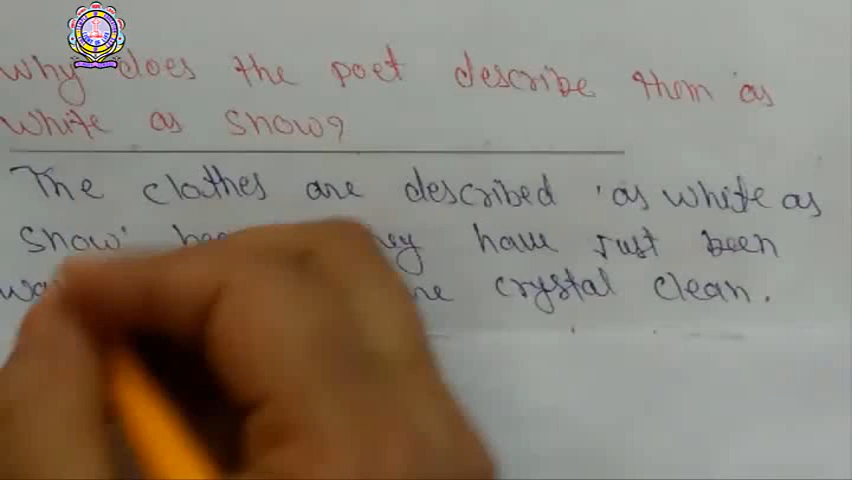 why does the poet describe them as
white as snow?
The clothes are described 'as white as
snow' have just been
crystal clean.